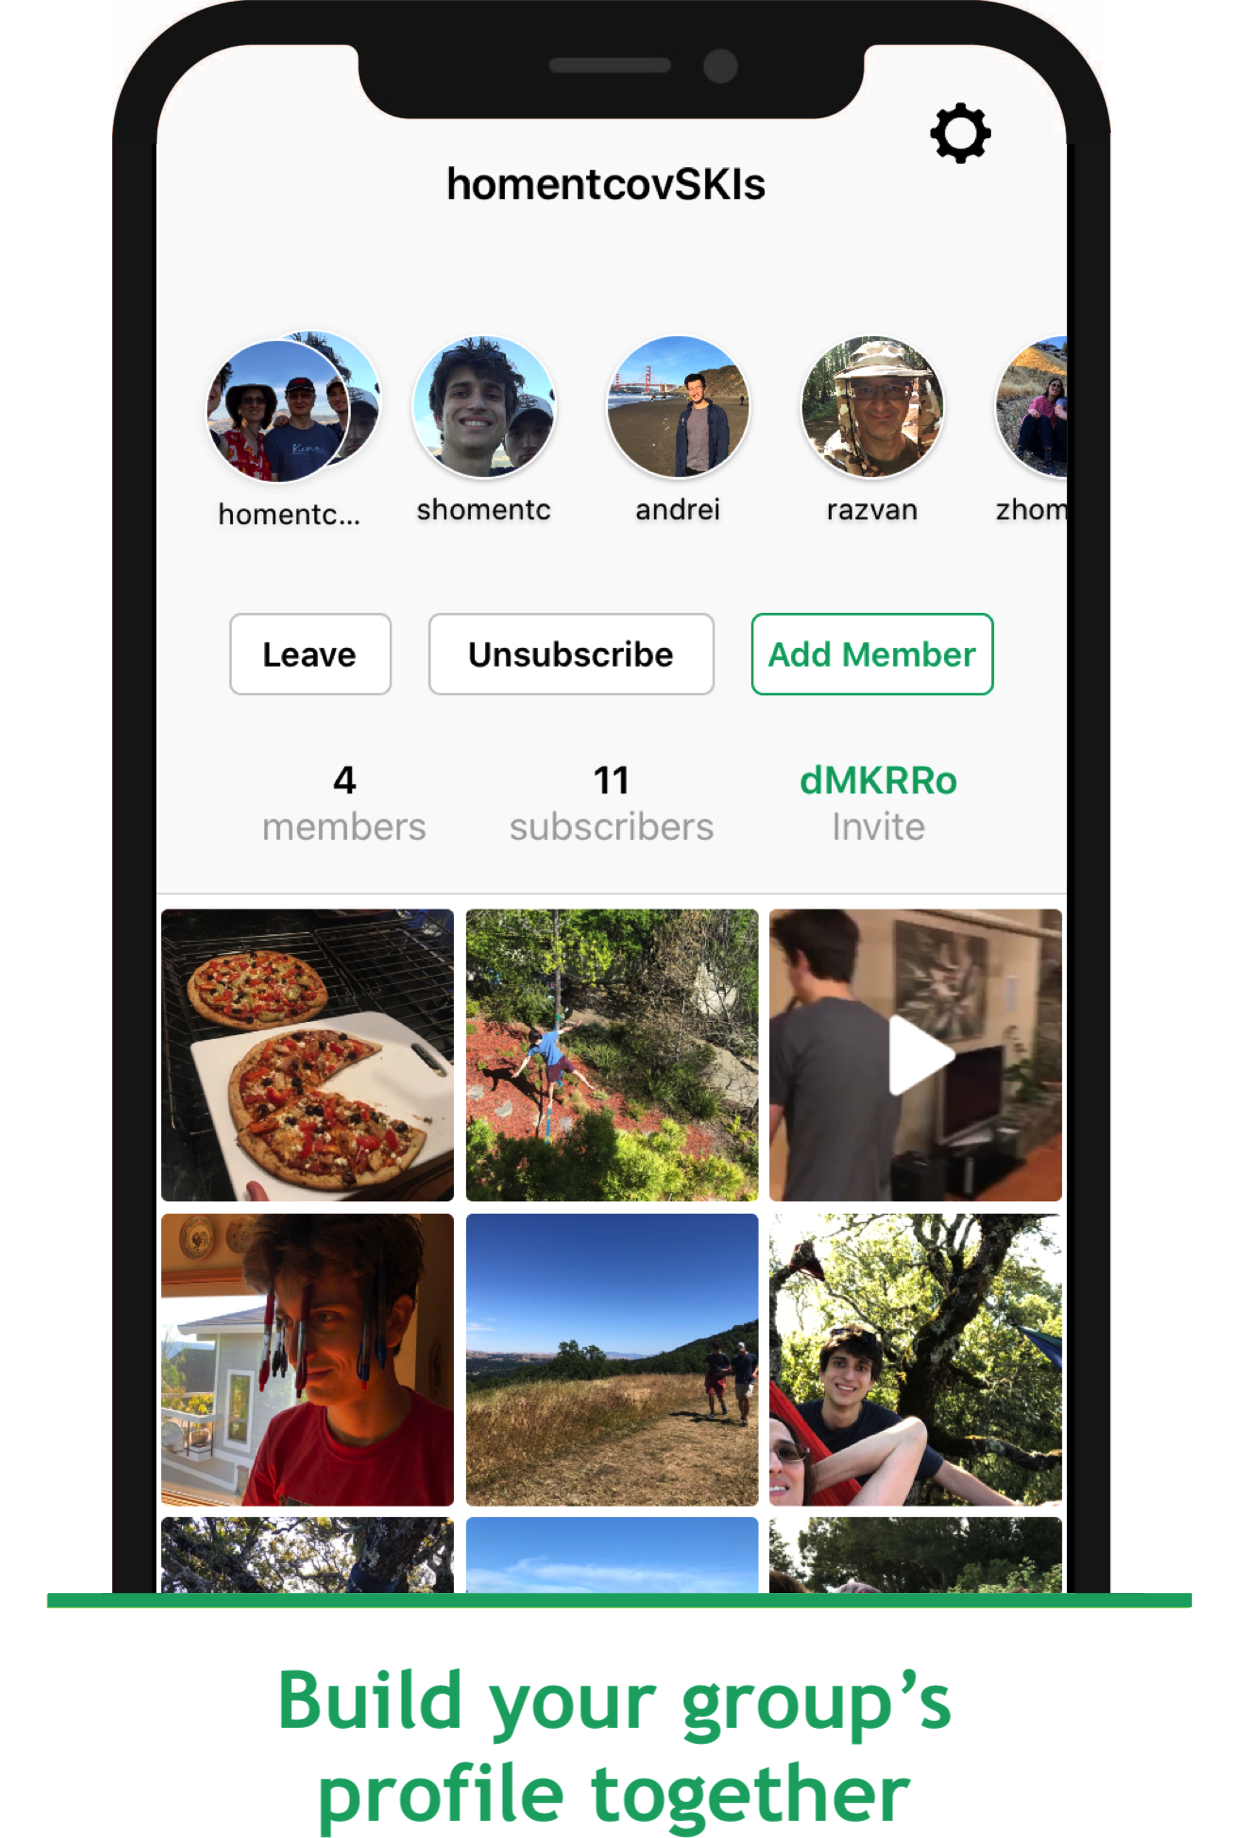 homentcovSKIs
homentc...
shomentc
andrei
razvan
zhom
Leave
Unsubscribe
Add Member
4
members
11
subscribers
dMKRRo
Invite
Build your group’s
profile together